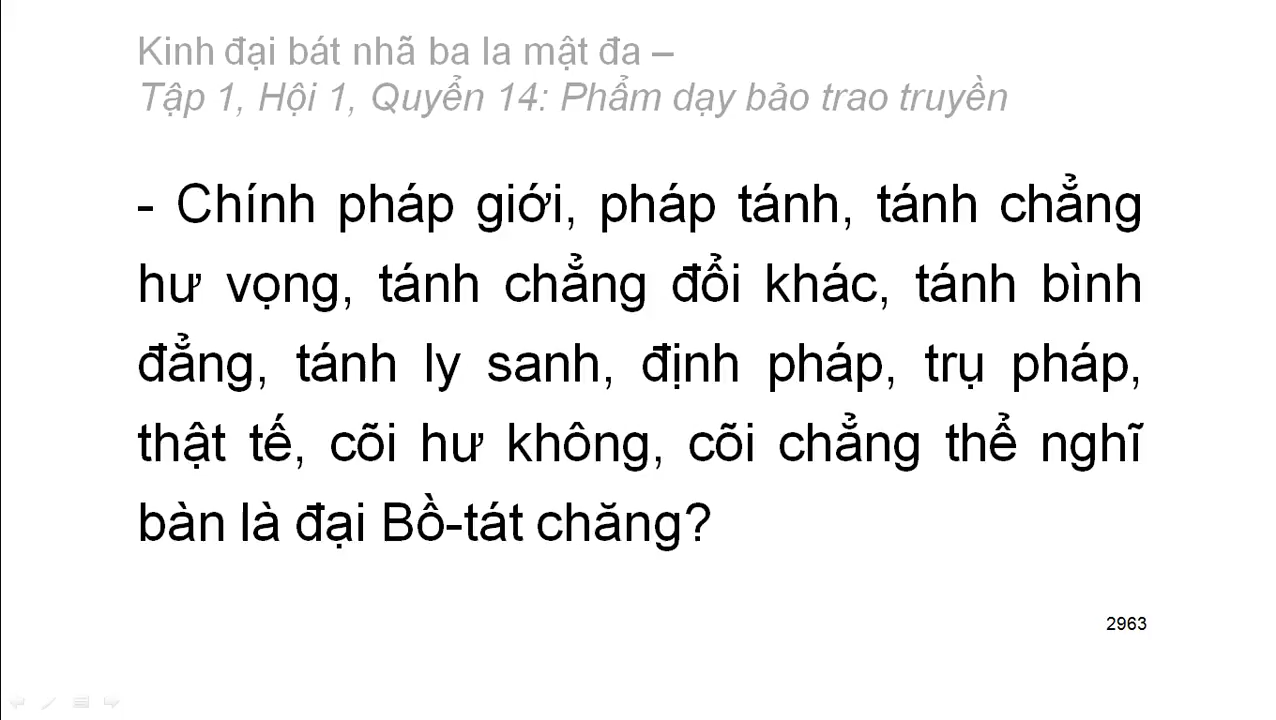 Kinh đại bát nhã ba la mật đa –
Tập 1, Hội 1, Quyển 14: Phẩm dạy bảo trao truyền
- Chính pháp giới, pháp tánh, tánh chẳng
hư vọng, tánh chẳng đổi khác, tánh bình
đẳng, tánh ly sanh, định pháp, trụ pháp,
thật tế, cõi hư không, cõi chẳng thể nghĩ
bàn là đại Bồ-tát chăng?
2963